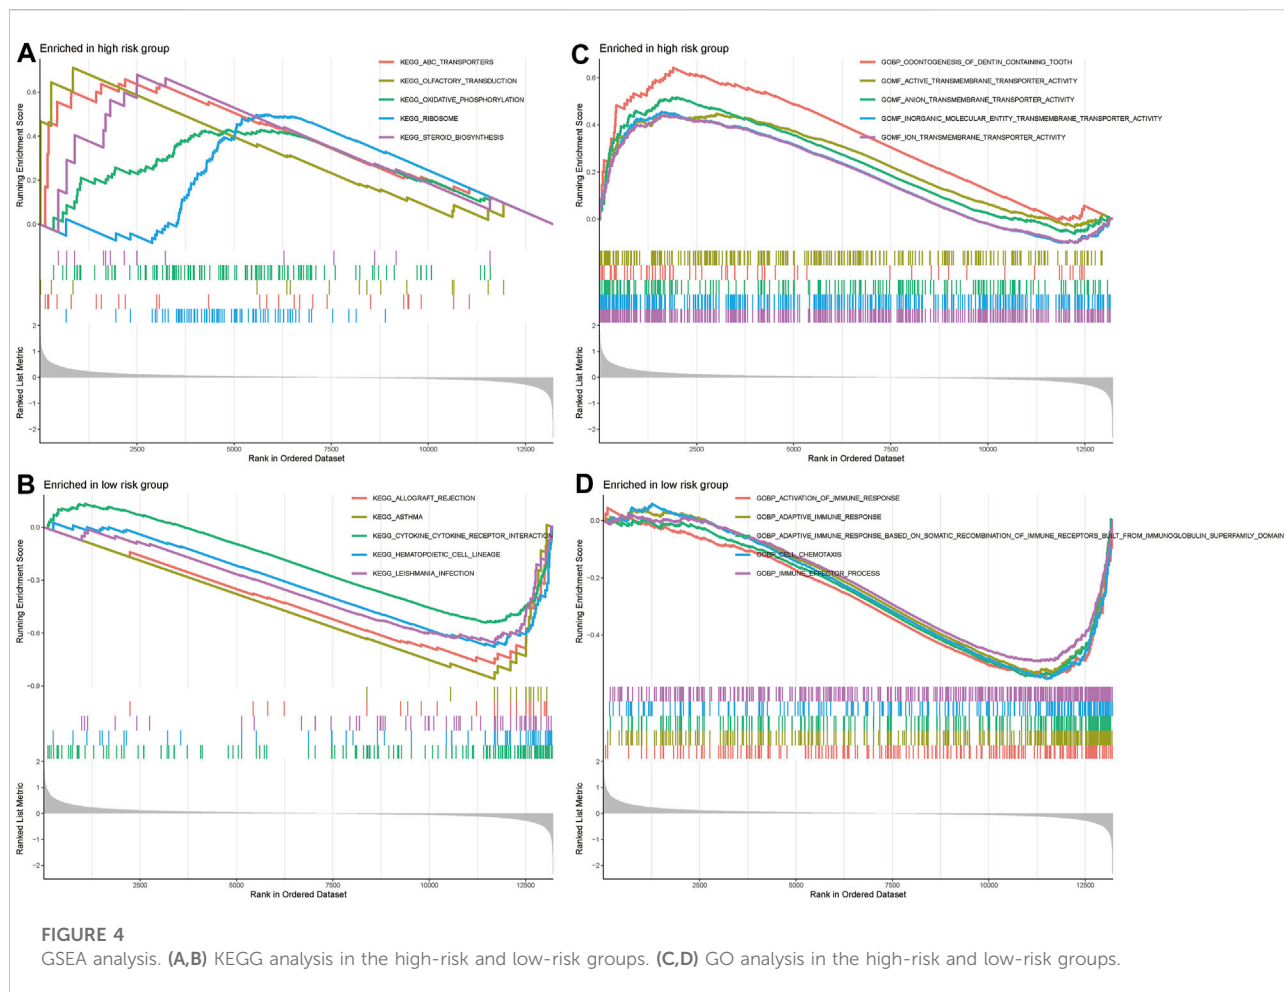 A
Enriched in high risk group
KEGG_ABC_TRANSPORTERS
KEGG_OLFACTORY_TRANSDUCTION
KEGG_OXIDATIVE_PHOSPHORYLATION
KEGG_RIBOSOME
KEGG_STEROID_BIOSYNTHESIS
Running Enrichment Score
0.6
0.4
0.2
0.0
Ranked List Metric
2
1
0
−1
−2
2500
5000
7500
10000
12500
Rank in Ordered Dataset
C
Enriched in high risk group
GOBP_ODONTOGENESIS_OF_DENTIN_CONTAINING_TOOTH
GOMF_ACTIVE_TRANSMEMBRANE_TRANSPORTER_ACTIVITY
GOMF_ANION_TRANSMEMBRANE_TRANSPORTER_ACTIVITY
GOMF_INORGANIC_MOLECULAR_ENTITY_TRANSMEMBRANE_TRANSPORTER_ACTIVITY
GOMF_ION_TRANSMEMBRANE_TRANSPORTER_ACTIVITY
Running Enrichment Score
0.6
0.4
0.2
0.0
Ranked List Metric
2
1
0
−1
−2
2500
5000
7500
10000
12500
Rank in Ordered Dataset
B
Enriched in low risk group
KEGG_ALLOGRAFT_REJECTION
KEGG_ASTHMA
KEGG_CYTOKINE_CYTOKINE_RECEPTOR_INTERACTION
KEGG_HEMATOPOIETIC_CELL_LINEAGE
KEGG_LEISHMANIA_INFECTION
Running Enrichment Score
0.0
−0.3
−0.6
−0.9
Ranked List Metric
2
1
0
−1
−2
2500
5000
7500
10000
12500
Rank in Ordered Dataset
D
Enriched in low risk group
GOBP_ACTIVATION_OF_IMMUNE_RESPONSE
GOBP_ADAPTIVE_IMMUNE_RESPONSE
GOBP_ADAPTIVE_IMMUNE_RESPONSE_BASED_ON_SOMATIC_RECOMBINATION_OF_IMMUNE_RECEPTORS_BUILT_FROM_IMMUNOGLOBULIN_SUPERFAMILY_DOMAIN
GOBP_CELL_CHEMOTAXIS
GOBP_IMMUNE_EFFECTOR_PROCESS
Running Enrichment Score
0.0
−0.2
−0.4
Ranked List Metric
2
1
0
−1
−2
2500
5000
7500
10000
12500
Rank in Ordered Dataset
FIGURE 4
GSEA analysis. (A,B) KEGG analysis in the high-risk and low-risk groups. (C,D) GO analysis in the high-risk and low-risk groups.